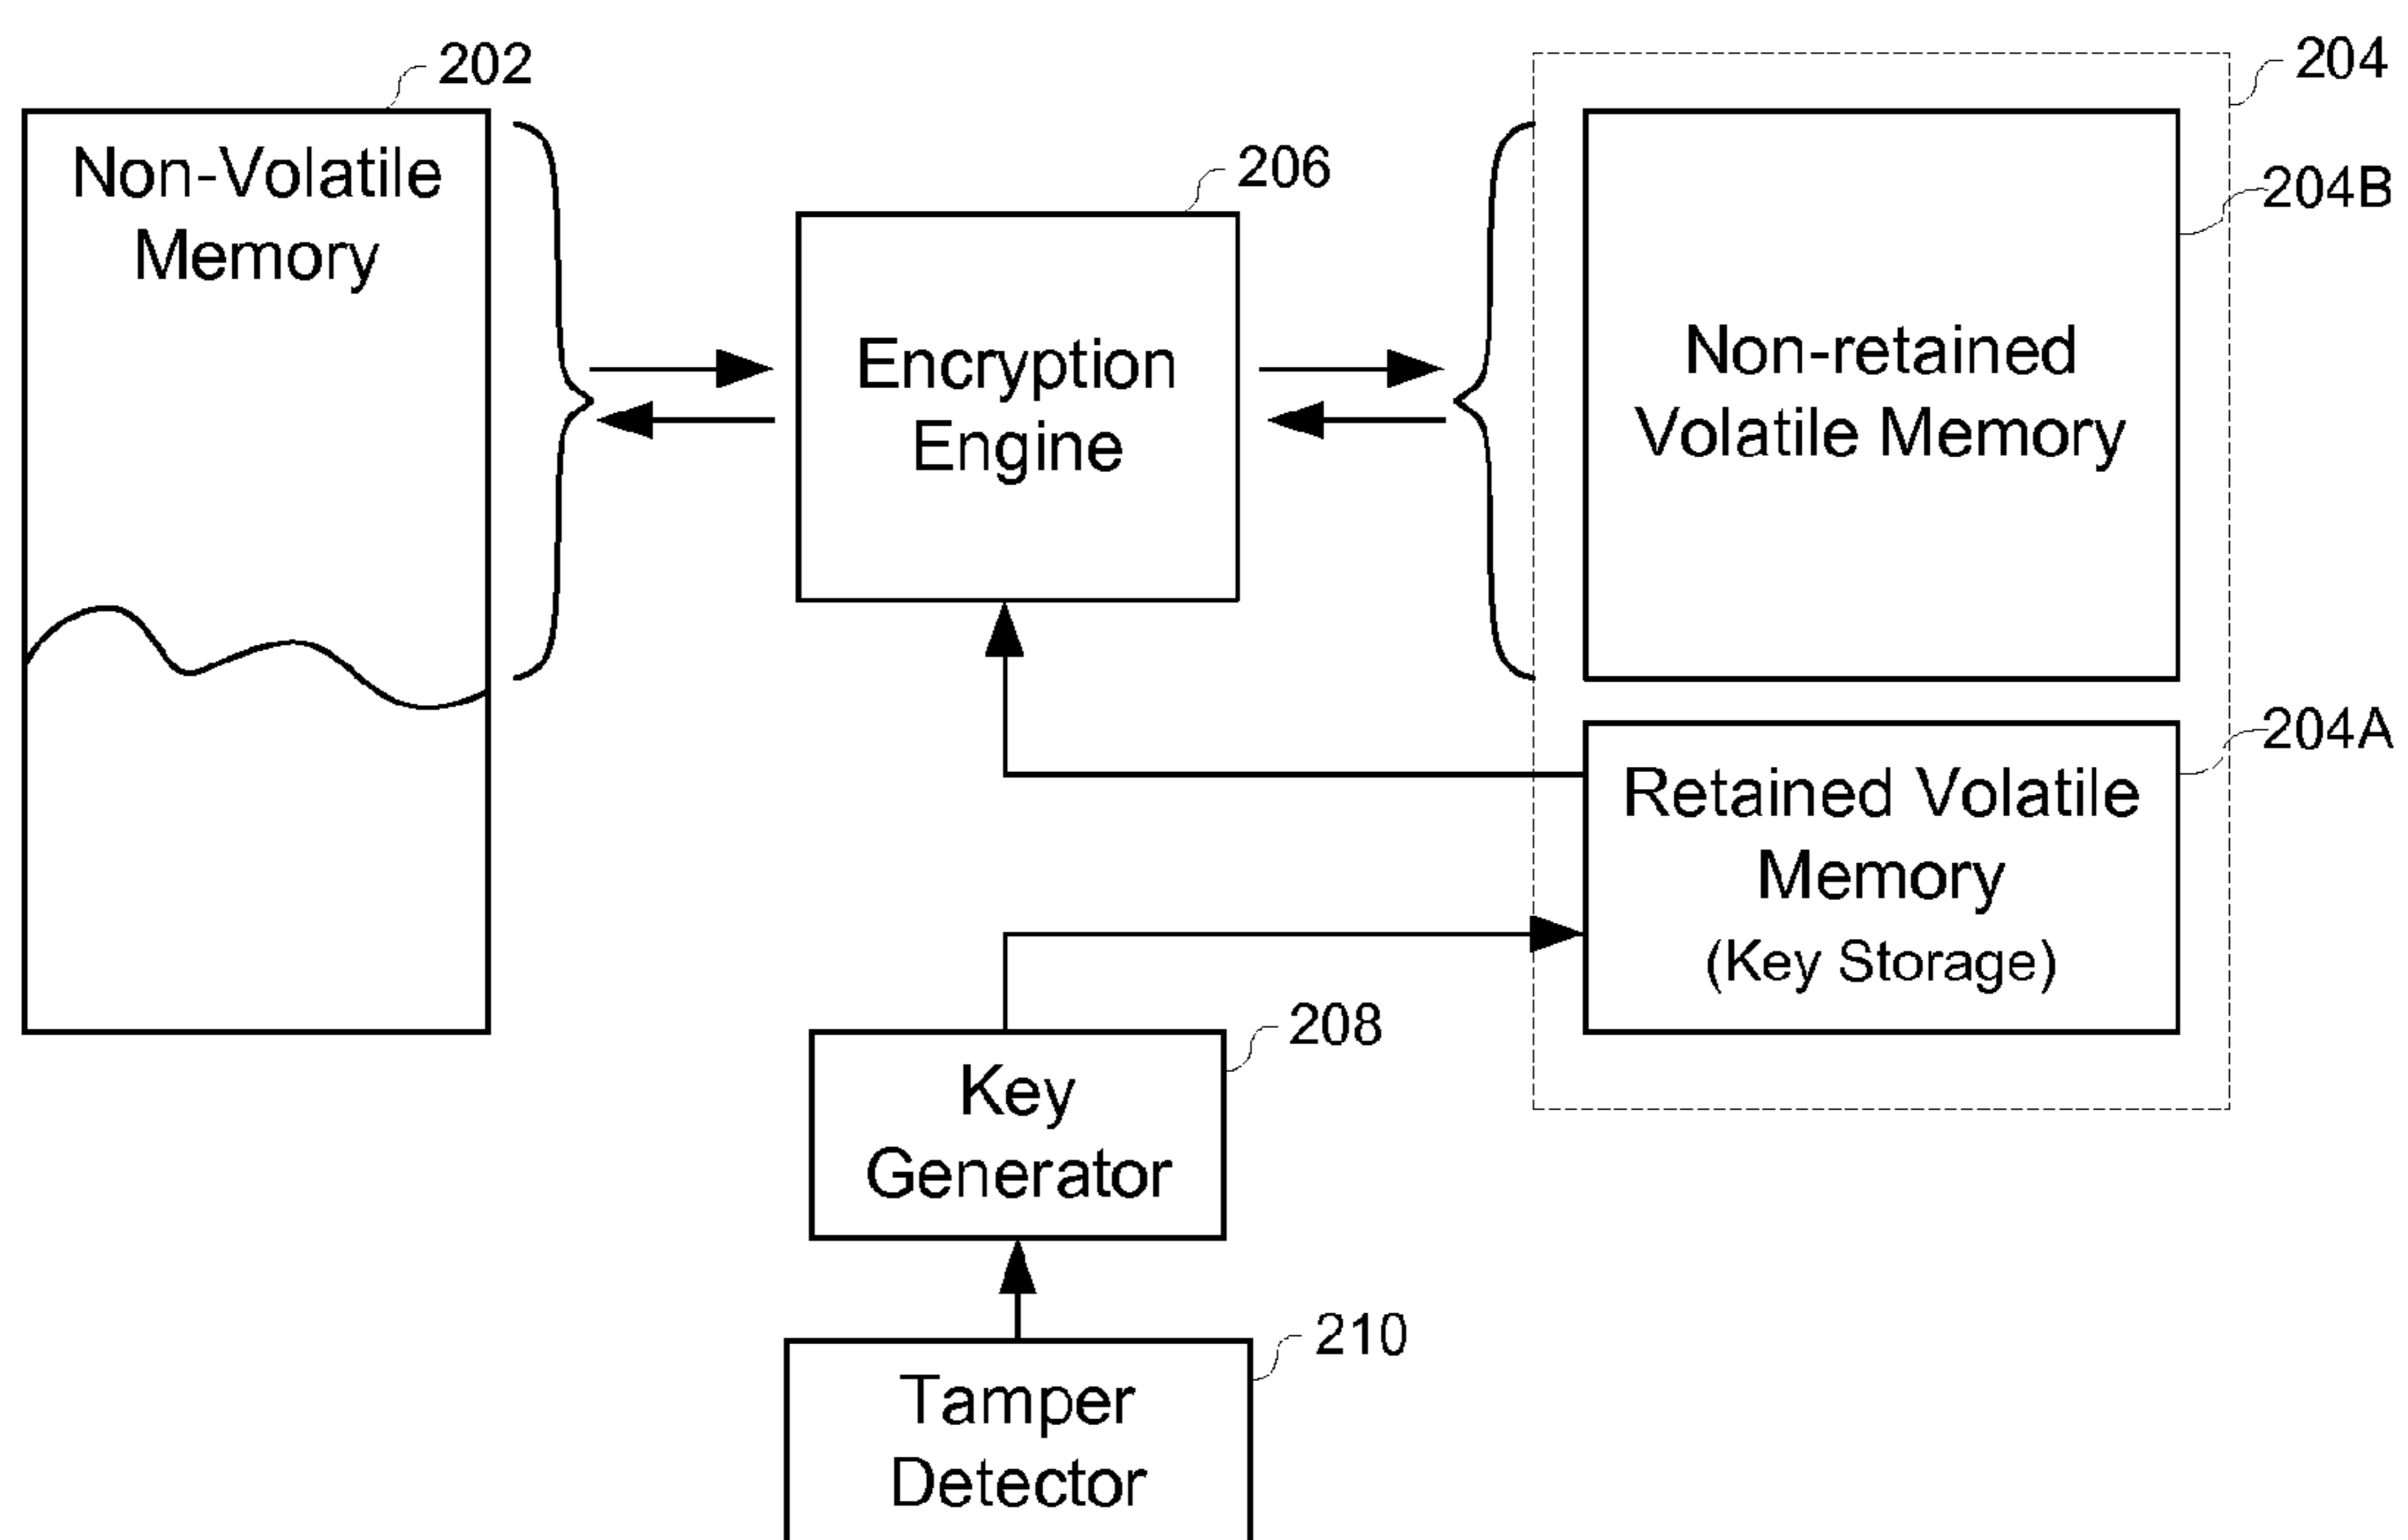 202
Non-Volatile
Memory
206
Encryption
Engine
204
204B
Non-retained
Volatile Memory
204A
Retained Volatile
Memory
(Key Storage)
208
Key
Generator
210
Tamper
Detector